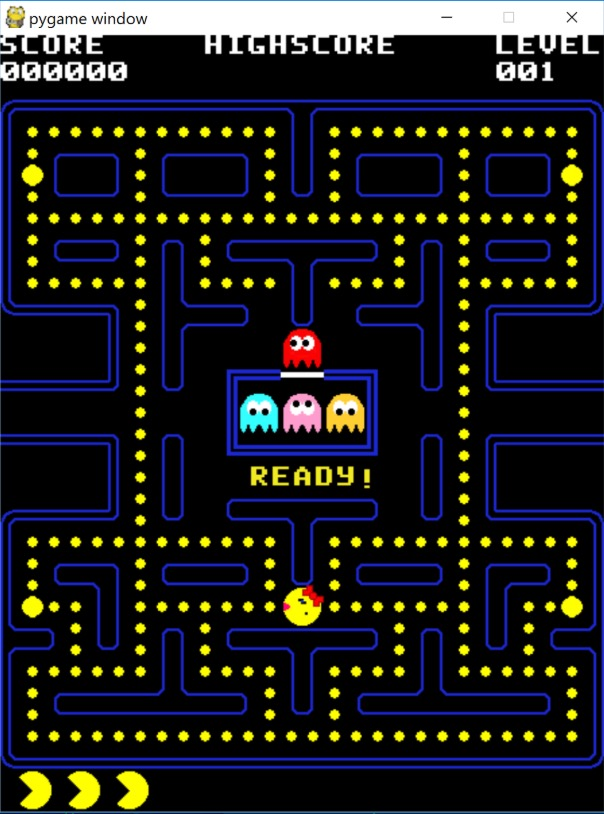 pygame window
SCORE HIGHSCORE LEVEL
000000 001
READY!